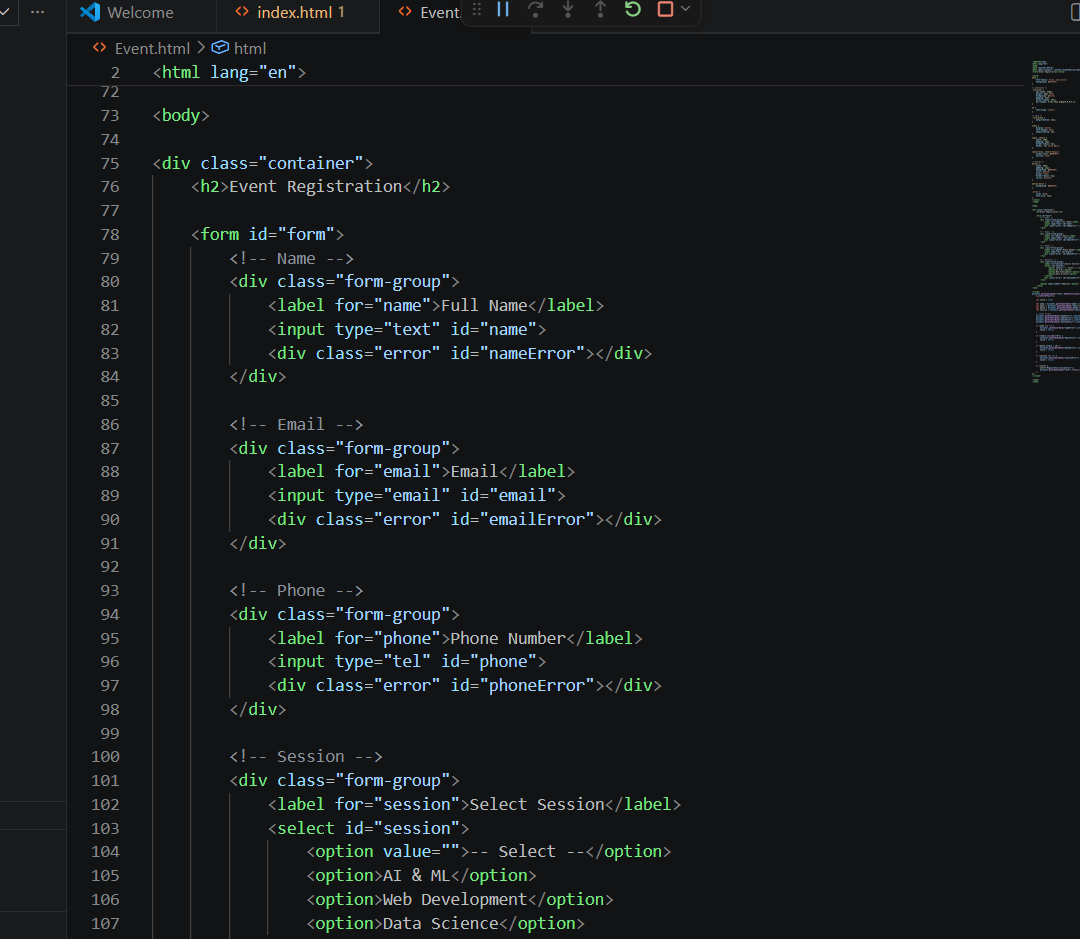 Welcome
index.html 1
Event.
Event.html > html
2 <html lang="en">
72
73 <body>
74
75 <div class="container">
76 <h2>Event Registration</h2>
77
78 <form id="form">
79 <!-- Name -->
80 <div class="form-group">
81 <label for="name">Full Name</label>
82 <input type="text" id="name">
83 <div class="error" id="nameError"></div>
84 </div>
85
86 <!-- Email -->
87 <div class="form-group">
88 <label for="email">Email</label>
89 <input type="email" id="email">
90 <div class="error" id="emailError"></div>
91 </div>
92
93 <!-- Phone -->
94 <div class="form-group">
95 <label for="phone">Phone Number</label>
96 <input type="tel" id="phone">
97 <div class="error" id="phoneError"></div>
98 </div>
99
100 <!-- Session -->
101 <div class="form-group">
102 <label for="session">Select Session</label>
103 <select id="session">
104 <option value="">-- Select --</option>
105 <option>AI & ML</option>
106 <option>Web Development</option>
107 <option>Data Science</option>